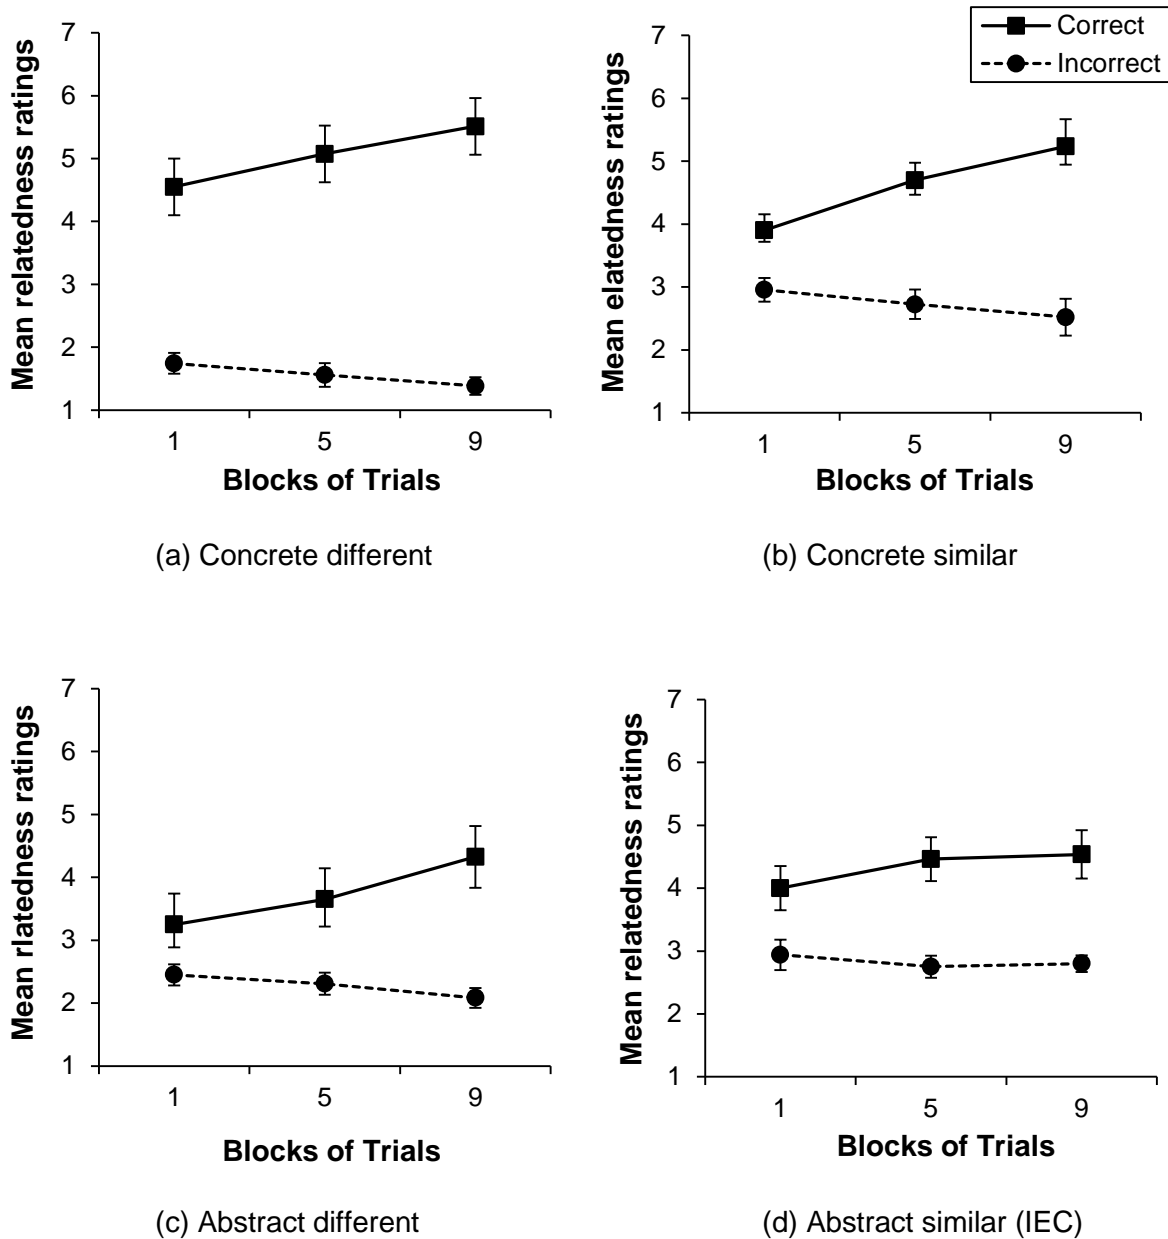 Correct
Incorrect
Mean relatedness ratings
7
6
5
4
3
2
1
1 5 9
Blocks of Trials
(a) Concrete different
Mean elatedness ratings
7
6
5
4
3
2
1
1 5 9
Blocks of Trials
(b) Concrete similar
Mean rlatedness ratings
7
6
5
4
3
2
1
1 5 9
Blocks of Trials
(c) Abstract different
Mean relatedness ratings
7
6
5
4
3
2
1
1 5 9
Blocks of Trials
(d) Abstract similar (IEC)